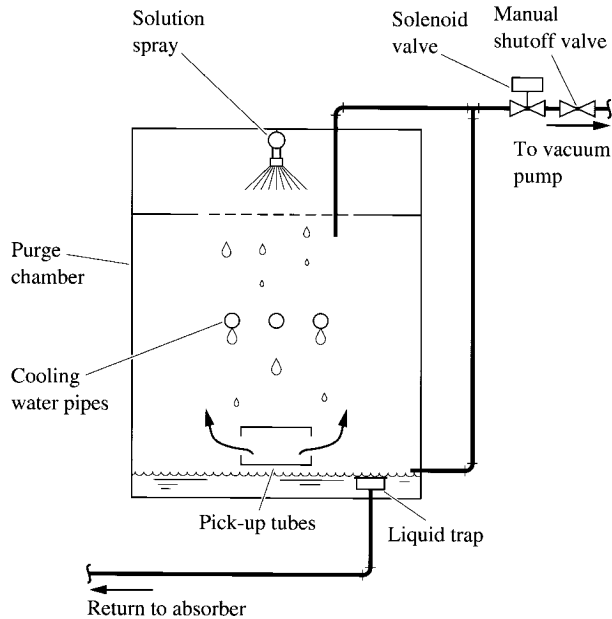 Solution
spray
Solenoid
valve
Manual
shutoff valve
To vacuum
pump
Purge
chamber
Cooling
water pipes
Pick-up tubes
Liquid trap
Return to absorber